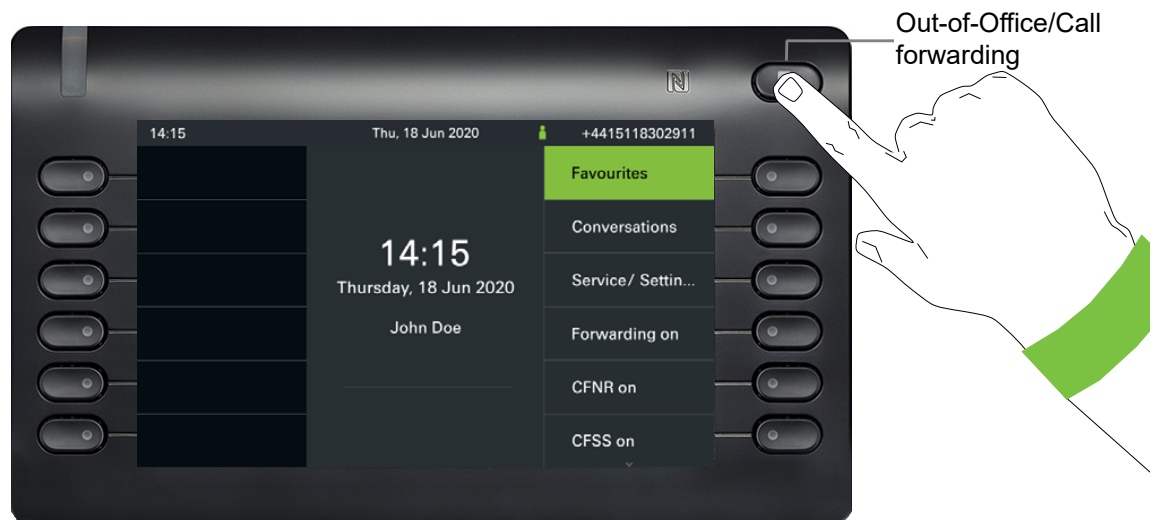 Out-of-Office/Call
forwarding
14:15
Thu, 18 Jun 2020
+4415118302911
Favourites
Conversations
14:15
Service/ Settin...
Thursday, 18 Jun 2020
John Doe
Forwarding on
CFNR on
CFSS on